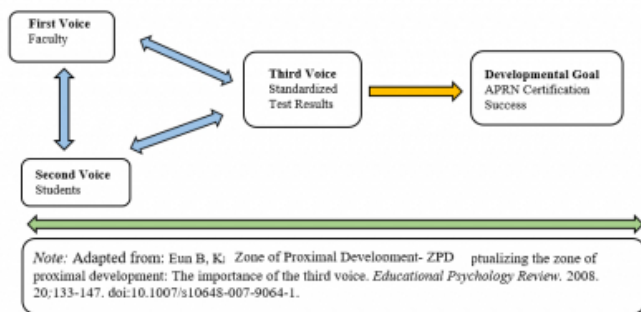 First Voice
Faculty
Third Voice
Standardized
Test Results
Developmental Goal
APRN Certification
Success
Second Voice
Students
Note: Adapted from: Eun B, K Zone of Proximal Development- ZPD ptualizing the zone of
proximal development: The importance of the third voice. Educational Psychology Review. 2008.
20;133-147. doi:10.1007/s10648-007-9064-1.